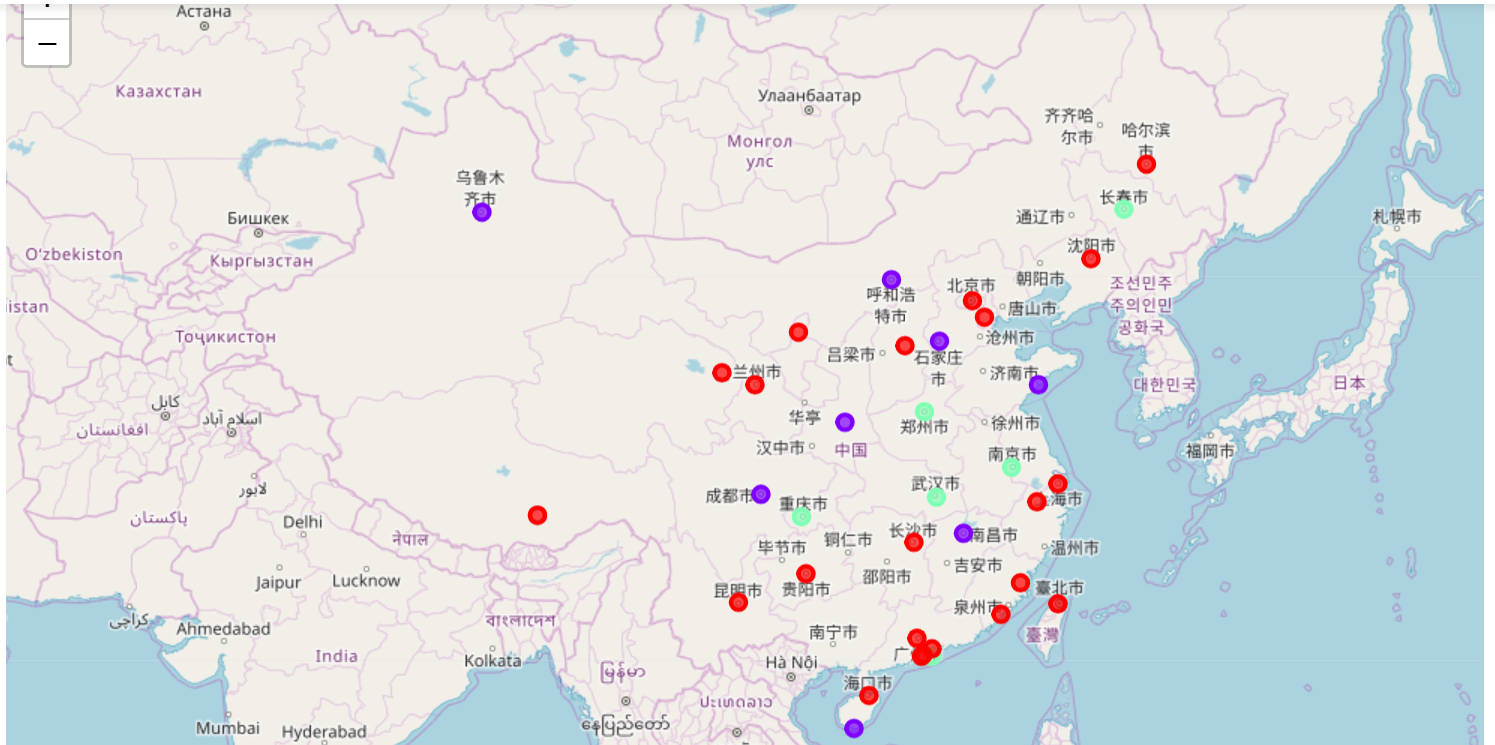 Астана
Казахстан
Улаанбаатар
Монгол
улс
齐齐哈
尔市
哈尔滨
市
乌鲁木
齐市
长春市
Бишкек
通辽市
札幌市
沈阳市
Oʻzbekiston
Кыргызстан
朝阳市
조선민주
주의인민
공화국
呼和浩
特市
北京市
唐山市
istan
Тоҷикистон
沧州市
吕梁市
石家庄
市
兰州市
济南市
대한민국
日本
کابل
افغانستان
اسلام آباد
华亭
郑州市
徐州市
汉中市
中国
南京市
福岡市
لاہور
پاکستان
成都市
重庆市
武汉市
海市
Delhi
नेपाल
长沙市
南昌市
铜仁市
毕节市
温州市
吉安市
邵阳市
Jaipur
Lucknow
昆明市
贵阳市
臺北市
泉州市
کراچی
Ahmedabad
বাংলাদেশ
南宁市
臺灣
India
Kolkata
Hà Nội
广
မြန်မာ
海口市
ປະເທດລາວ
Mumbai
Hyderabad
နေပြည်တော်